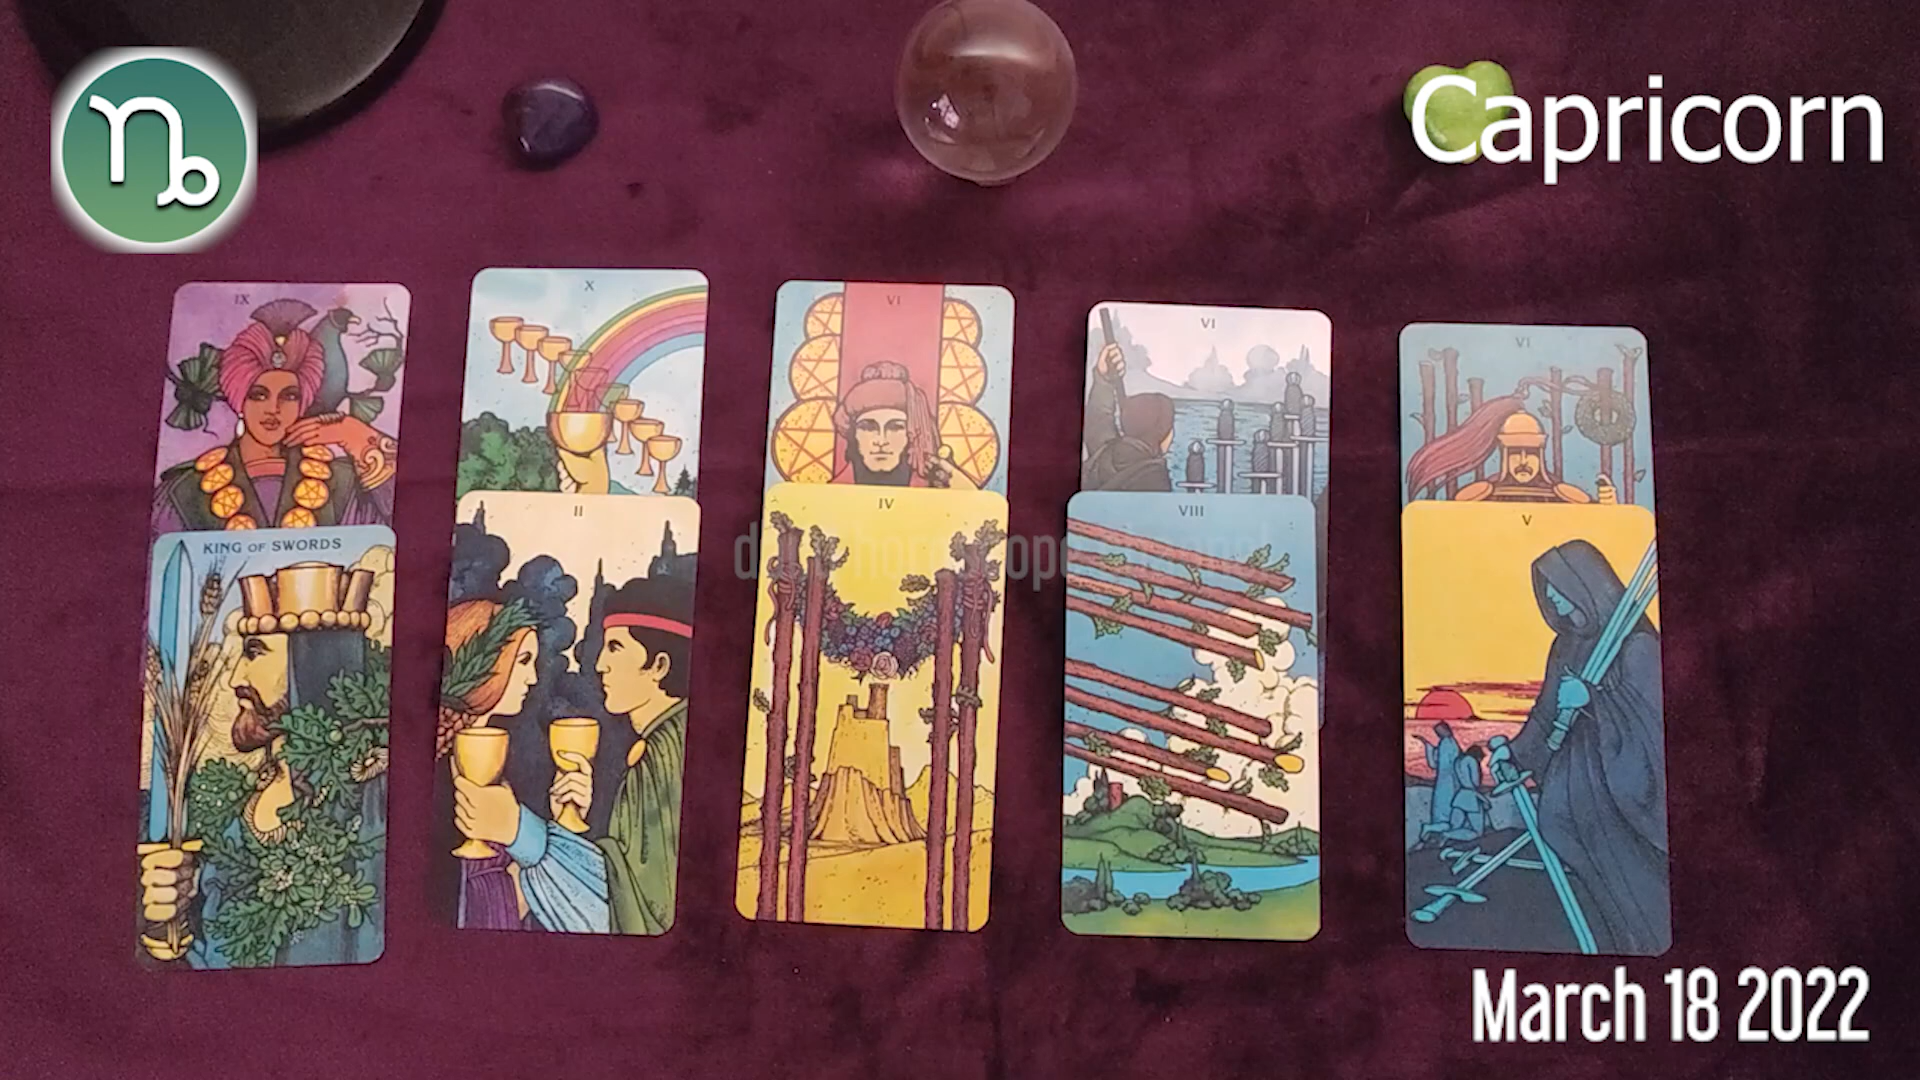 Capricorn
IX
X
VI
VI
VI
KING OF SWORDS
II
IV
VIII
V
March 18 2022